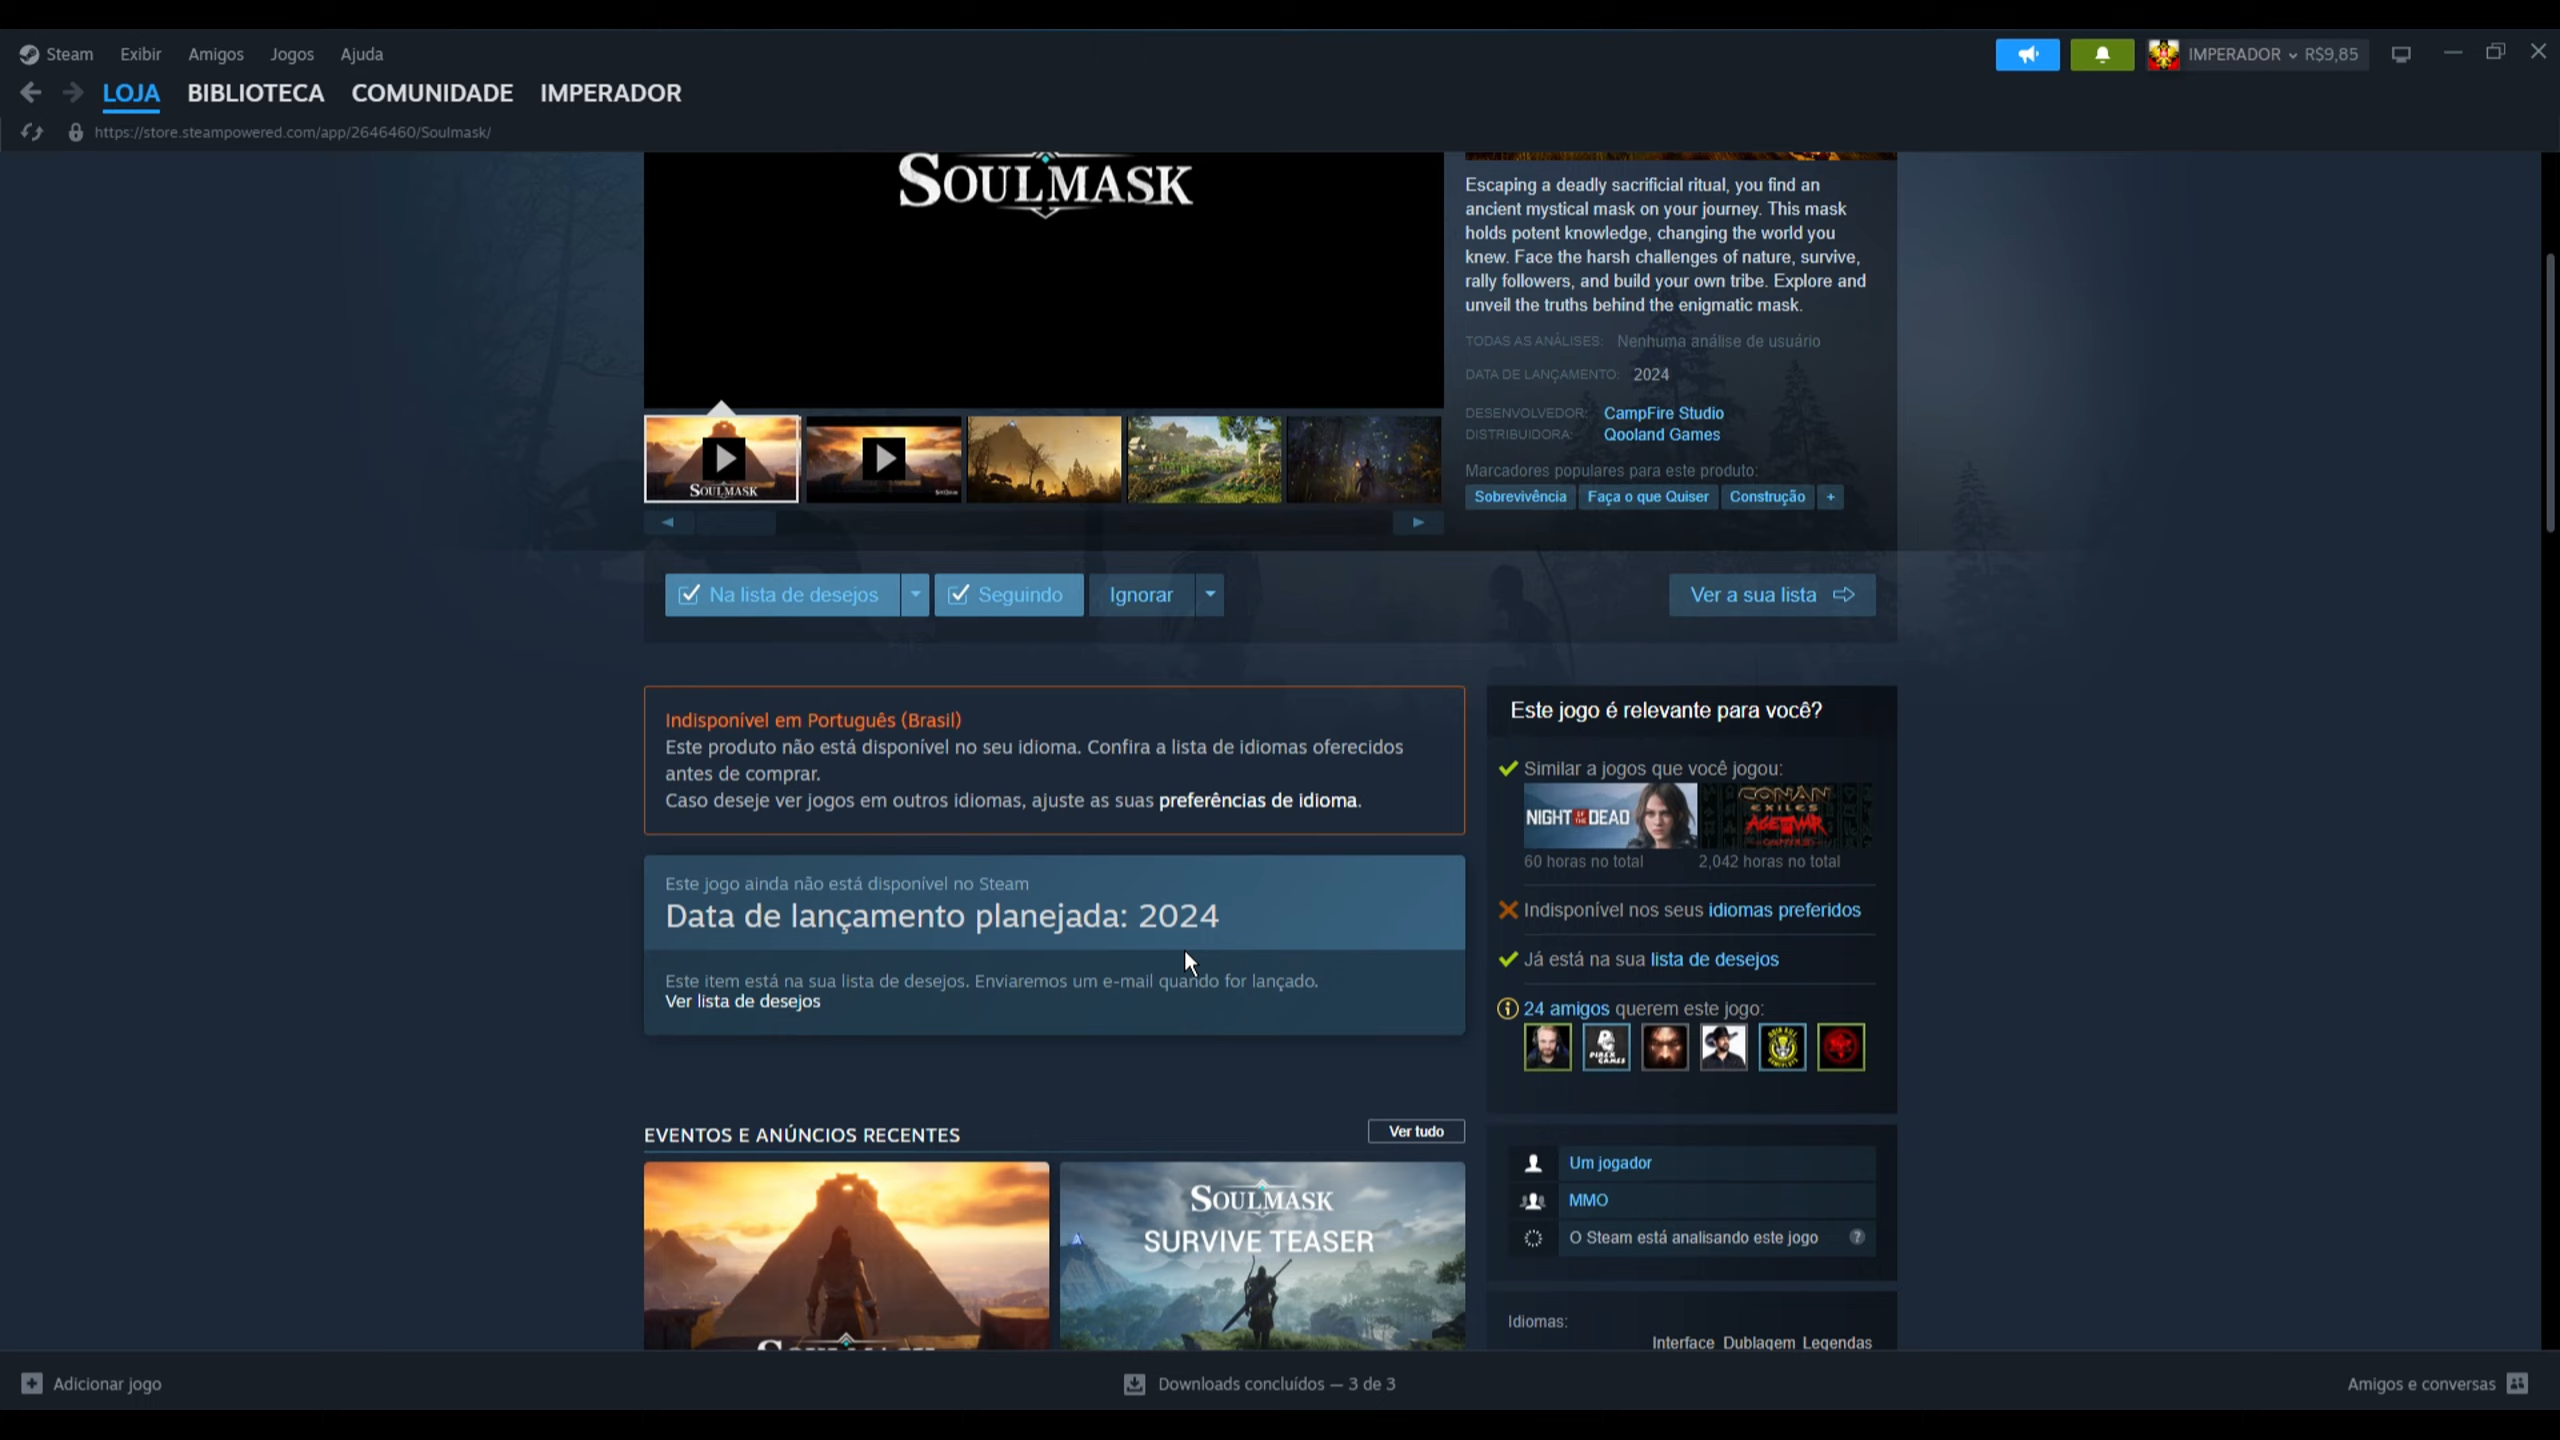 Steam Exibir Amigos Jogos Ajuda
IMPERADOR R$9,85
LOJA BIBLIOTECA COMUNIDADE IMPERADOR
https://store.steampowered.com/app/2646460/Soulmask/
SOULMASK
Escaping a deadly sacrificial ritual, you find an
ancient mystical mask on your journey. This mask
holds potent knowledge, changing the world you
knew. Face the harsh challenges of nature, survive,
rally followers, and build your own tribe. Explore and
unveil the truths behind the enigmatic mask.
TODAS AS ANÁLISES: Nenhuma análise de usuário
DATA DE LANÇAMENTO: 2024
DESENVOLVEDOR: CampFire Studio
DISTRIBUIDORA: Qooland Games
Marcadores populares para este produto:
Sobrevivência Faça o que Quiser Construção +
SOULMASK
Na lista de desejos Seguindo Ignorar Ver a sua lista
Indisponível em Português (Brasil)
Este produto não está disponível no seu idioma. Confira a lista de idiomas oferecidos
antes de comprar.
Caso deseje ver jogos em outros idiomas, ajuste as suas preferências de idioma.
Este jogo ainda não está disponível no Steam
Data de lançamento planejada: 2024
Este item está na sua lista de desejos. Enviaremos um e-mail quando for lançado.
Ver lista de desejos
Este jogo é relevante para você?
Similar a jogos que você jogou:
NIGHT OF THE DEAD
CONAN
EXILES
AGE OF WAR
60 horas no total 2,042 horas no total
Indisponível nos seus idiomas preferidos
Já está na sua lista de desejos
24 amigos querem este jogo:
EVENTOS E ANÚNCIOS RECENTES Ver tudo
SOULMASK
SURVIVE TEASER
Um jogador
MMO
O Steam está analisando este jogo ?
Idiomas:
Interface Dublagem Legendas
Adicionar jogo
Downloads concluídos — 3 de 3
Amigos e conversas